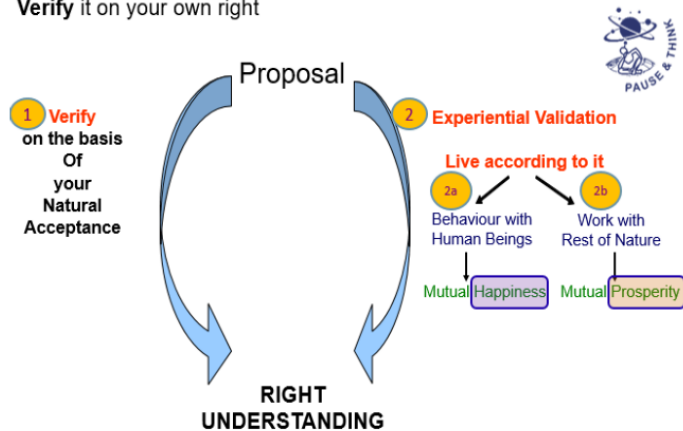 Verify it on your own right
PAUSE & THINK
Proposal
1 Verify
on the basis
Of
your
Natural
Acceptance
2 Experiential Validation
Live according to it
2a
2b
Behaviour with
Human Beings
Work with
Rest of Nature
Mutual Happiness
Mutual Prosperity
RIGHT
UNDERSTANDING